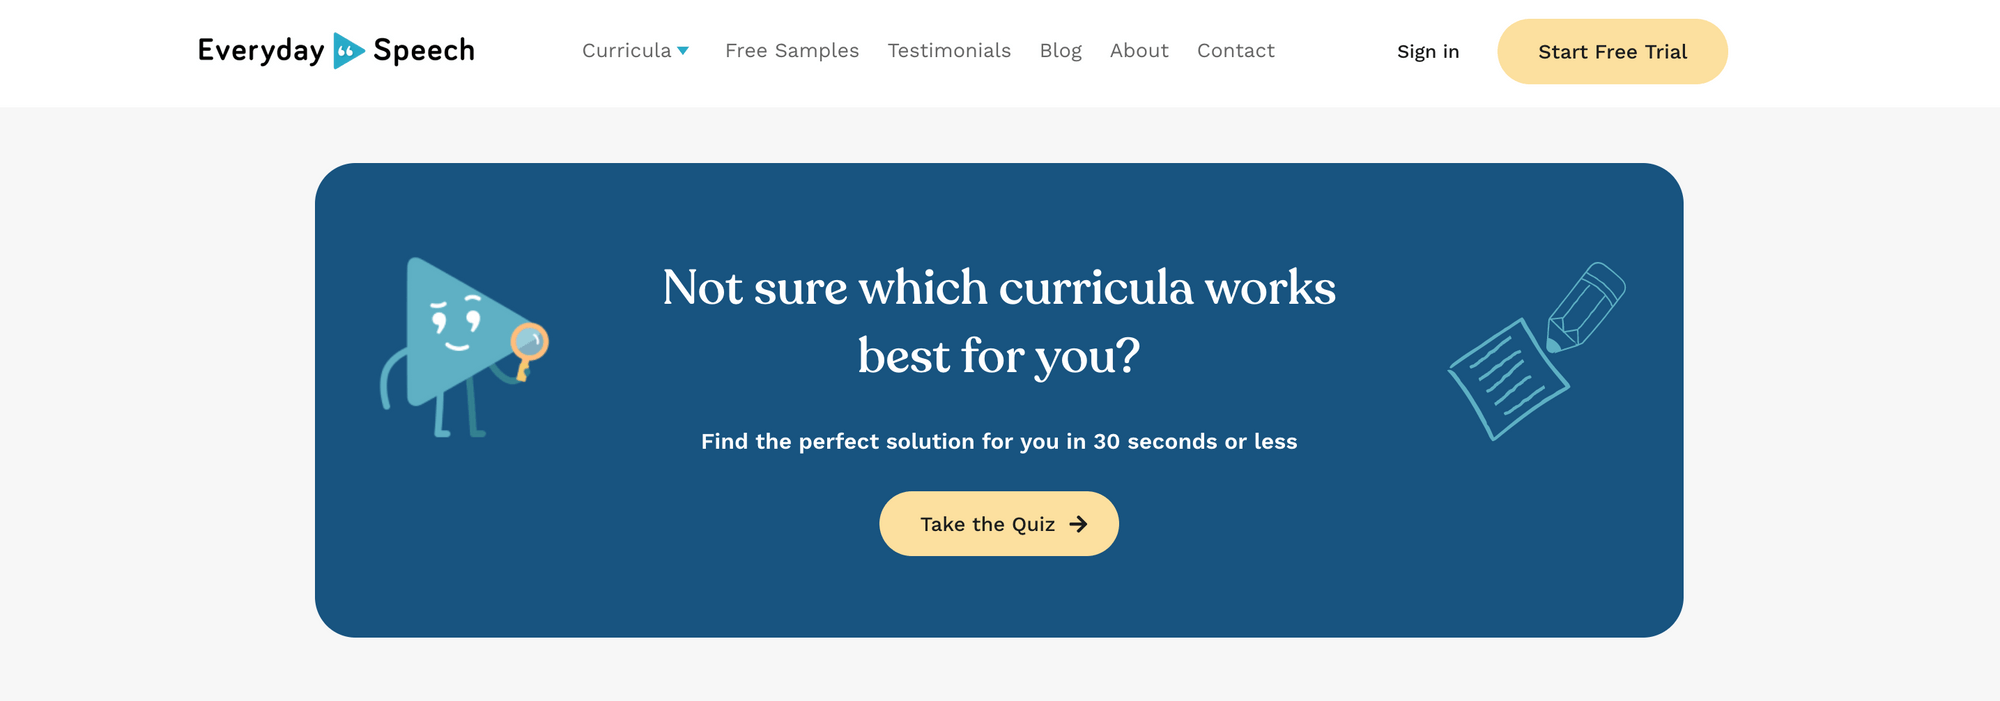 Everyday Speech
Curricula
Free Samples
Testimonials
Blog
About
Contact
Sign in
Start Free Trial
Not sure which curricula works
best for you?
Find the perfect solution for you in 30 seconds or less
Take the Quiz →